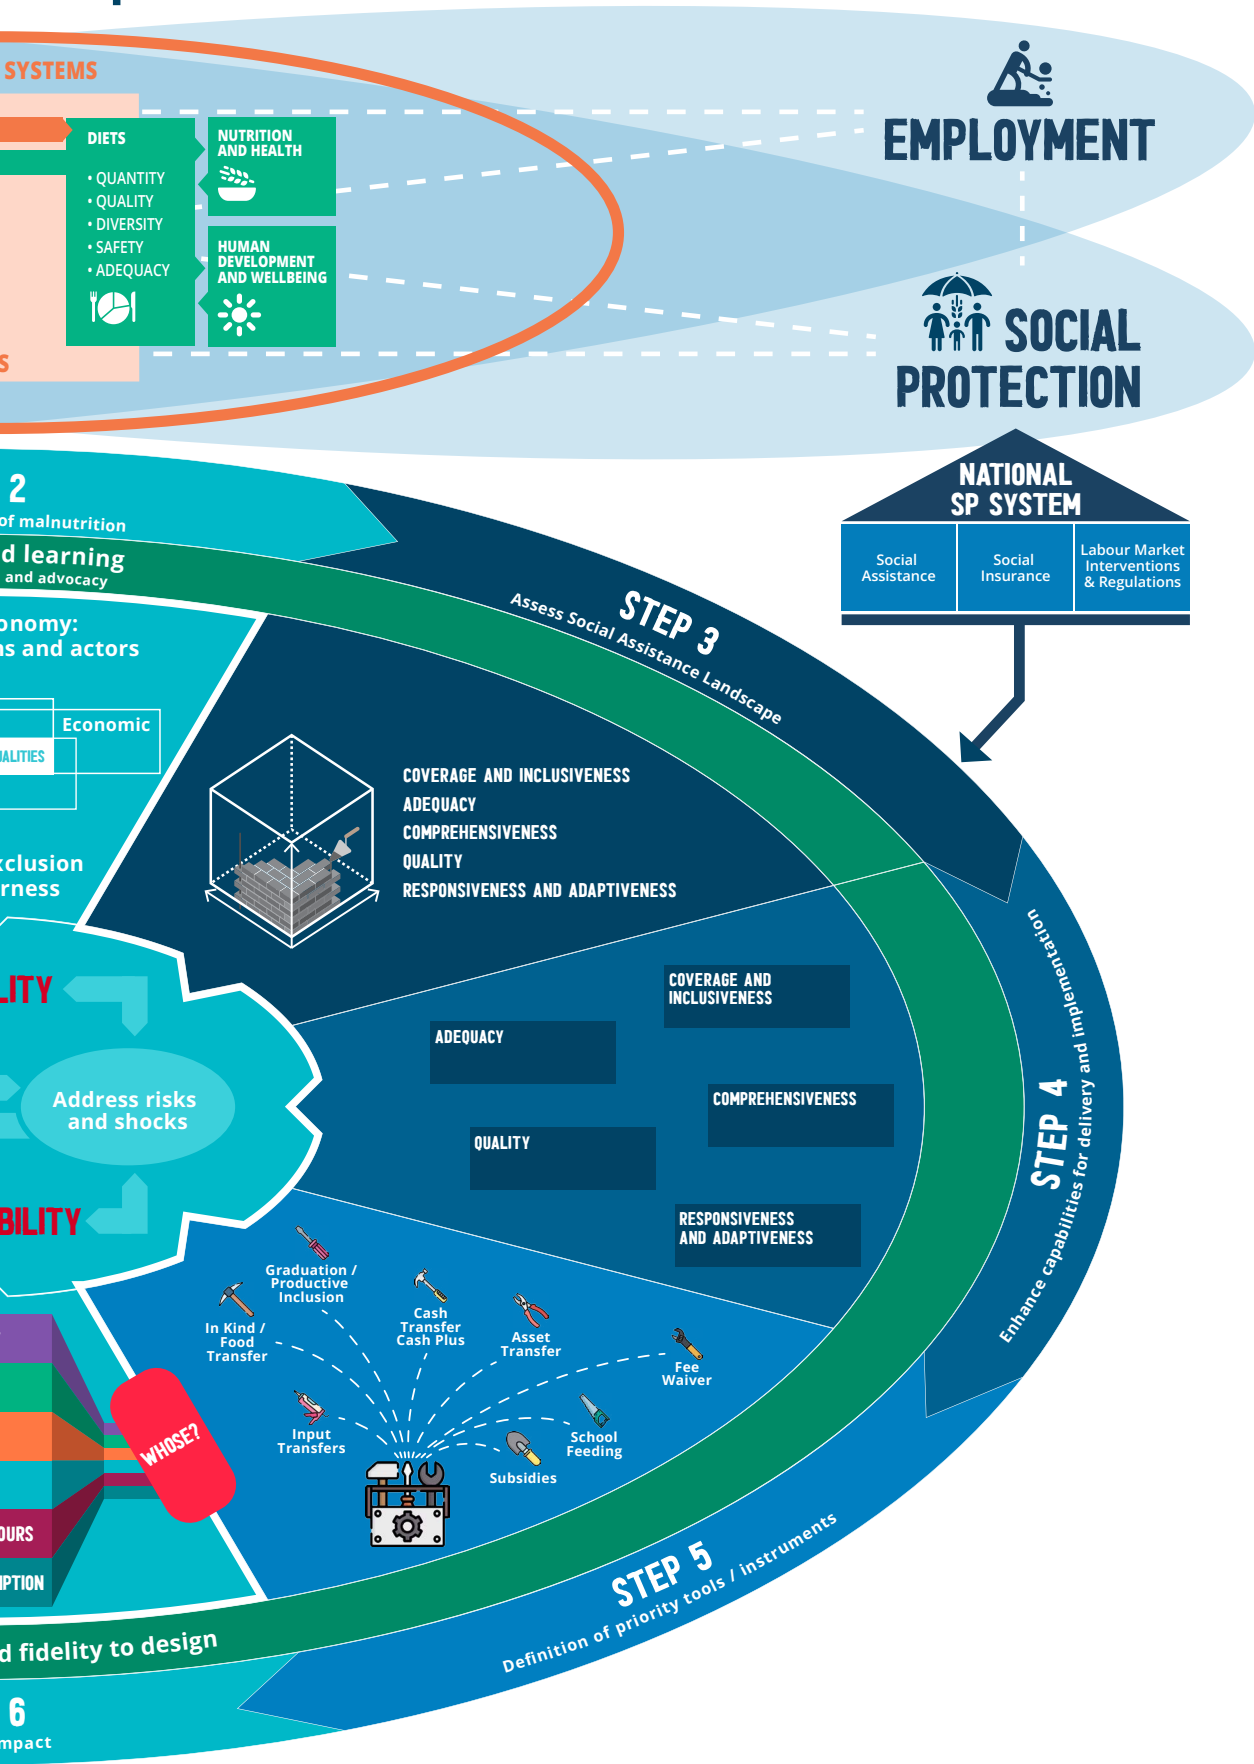 SYSTEMS
DIETS
• QUANTITY
• QUALITY
• DIVERSITY
• SAFETY
• ADEQUACY
NUTRITION
AND HEALTH
HUMAN
DEVELOPMENT
AND WELLBEING
S
EMPLOYMENT
SOCIAL
PROTECTION
NATIONAL
SP SYSTEM
Social
Assistance
Social
Insurance
Labour Market
Interventions
& Regulations
2
of malnutrition
d learning
and advocacy
onomy:
ns and actors
Economic
UALITIES
xclusion
rness
STEP 3
Assess Social Assistance Landscape
COVERAGE AND INCLUSIVENESS
ADEQUACY
COMPREHENSIVENESS
QUALITY
RESPONSIVENESS AND ADAPTIVENESS
LITY
Address risks
and shocks
BILITY
STEP 4
Enhance capabilities for delivery and implementation
COVERAGE AND
INCLUSIVENESS
ADEQUACY
COMPREHENSIVENESS
QUALITY
RESPONSIVENESS
AND ADAPTIVENESS
Graduation /
Productive
Inclusion
In Kind /
Food
Transfer
Cash
Transfer
Cash Plus
Asset
Transfer
Fee
Waiver
Input
Transfers
School
Feeding
Subsidies
WHOSE?
OURS
IPTION
STEP 5
Definition of priority tools / instruments
d fidelity to design
6
mpact